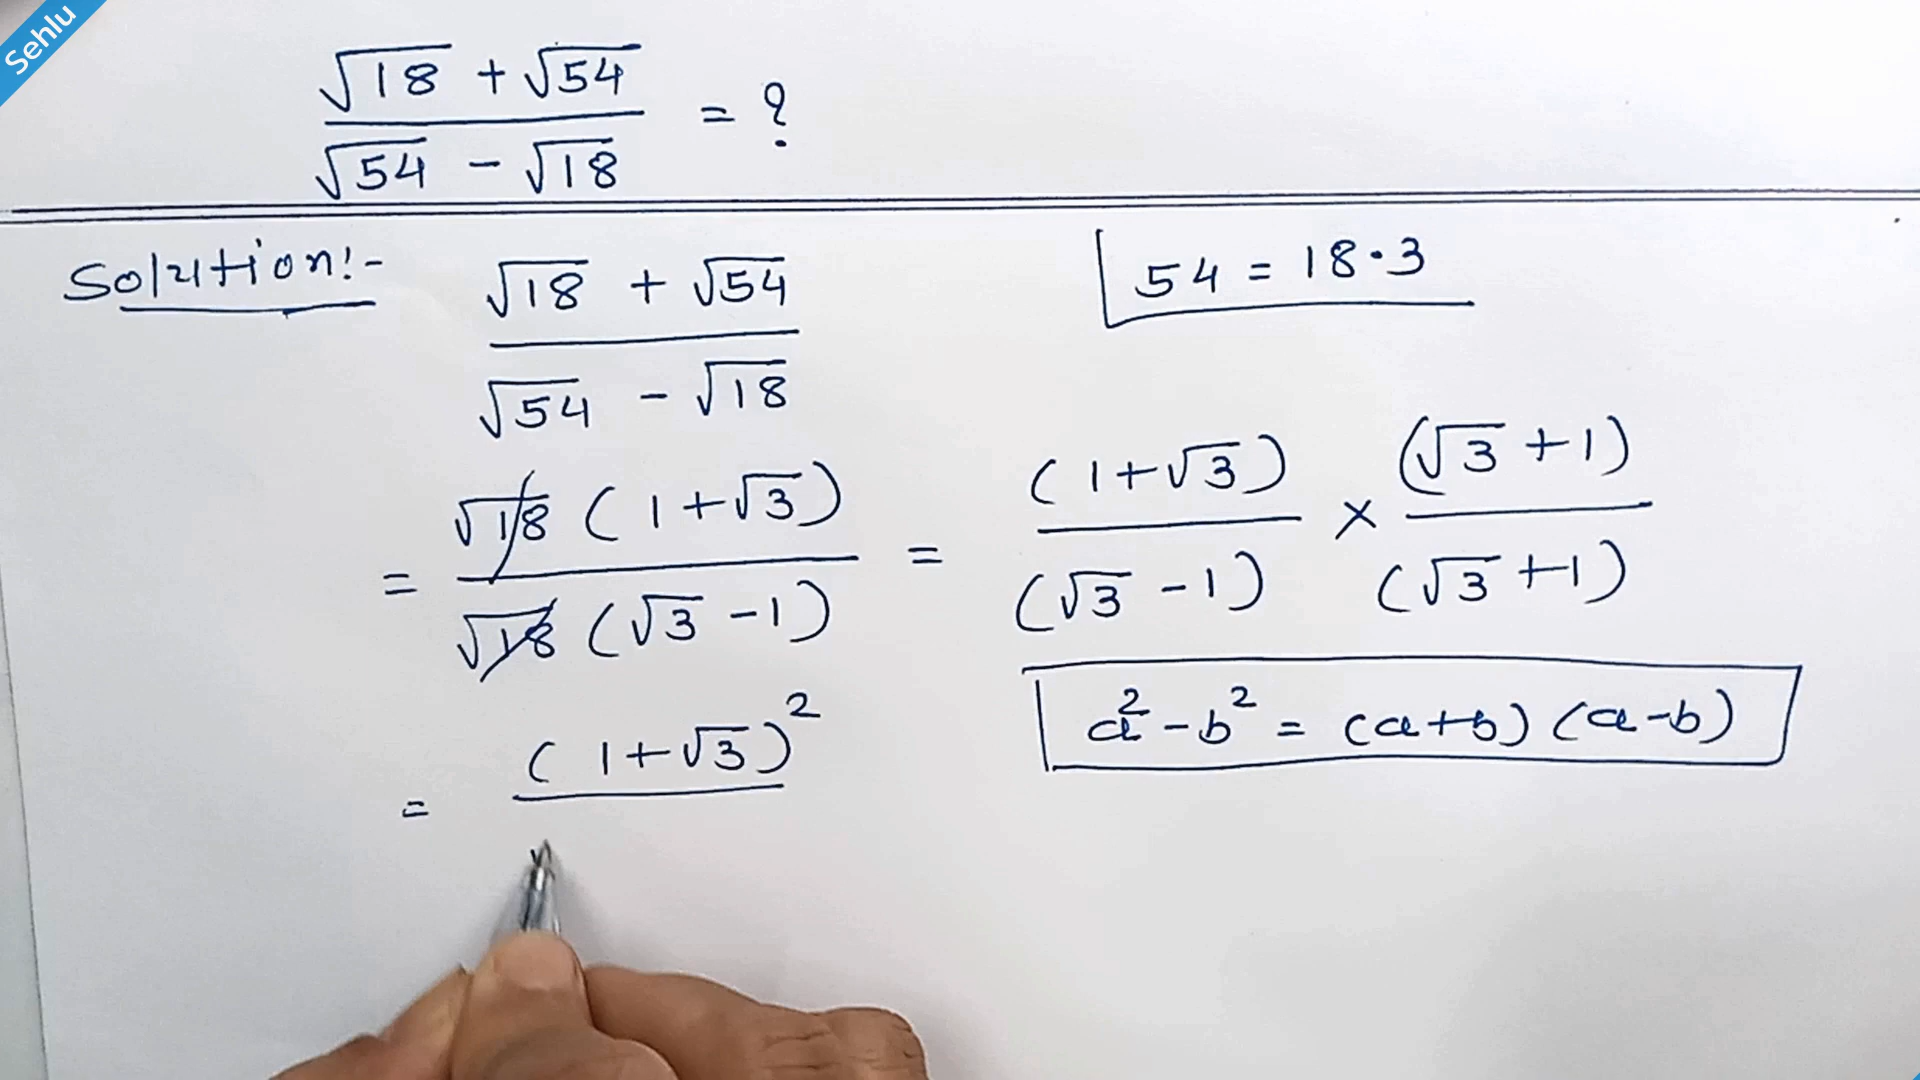 Sehlu
√18 + √54 / √54 - √18 = ?
Solution:-
√18 + √54 / √54 - √18
54 = 18·3
= √18 (1+√3) / √18 (√3 -1) = (1+√3) / (√3 -1) × (√3 +1) / (√3 +1)
a² - b² = (a+b) (a-b)
= (1+√3)²